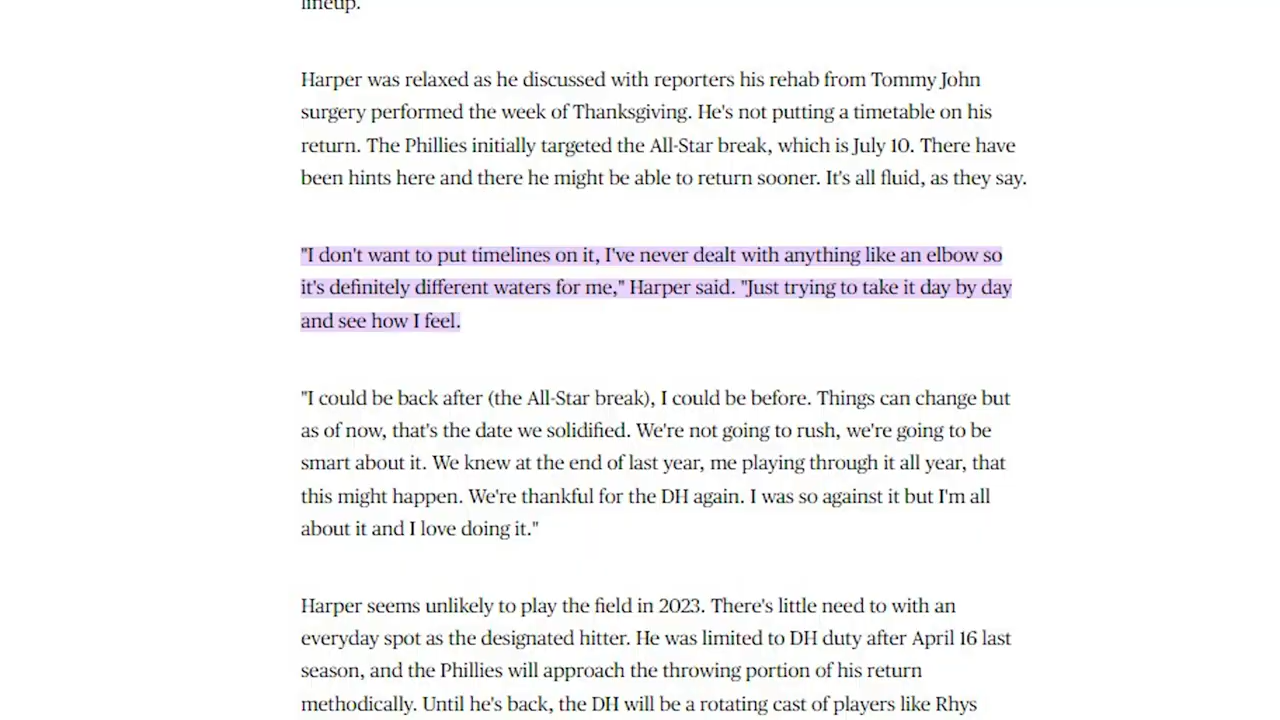 lineup.
Harper was relaxed as he discussed with reporters his rehab from Tommy John
surgery performed the week of Thanksgiving. He's not putting a timetable on his
return. The Phillies initially targeted the All-Star break, which is July 10. There have
been hints here and there he might be able to return sooner. It's all fluid, as they say.
"I don't want to put timelines on it, I've never dealt with anything like an elbow so
it's definitely different waters for me," Harper said. "Just trying to take it day by day
and see how I feel.
"I could be back after (the All-Star break), I could be before. Things can change but
as of now, that's the date we solidified. We're not going to rush, we're going to be
smart about it. We knew at the end of last year, me playing through it all year, that
this might happen. We're thankful for the DH again. I was so against it but I'm all
about it and I love doing it."
Harper seems unlikely to play the field in 2023. There's little need to with an
everyday spot as the designated hitter. He was limited to DH duty after April 16 last
season, and the Phillies will approach the throwing portion of his return
methodically. Until he's back, the DH will be a rotating cast of players like Rhys